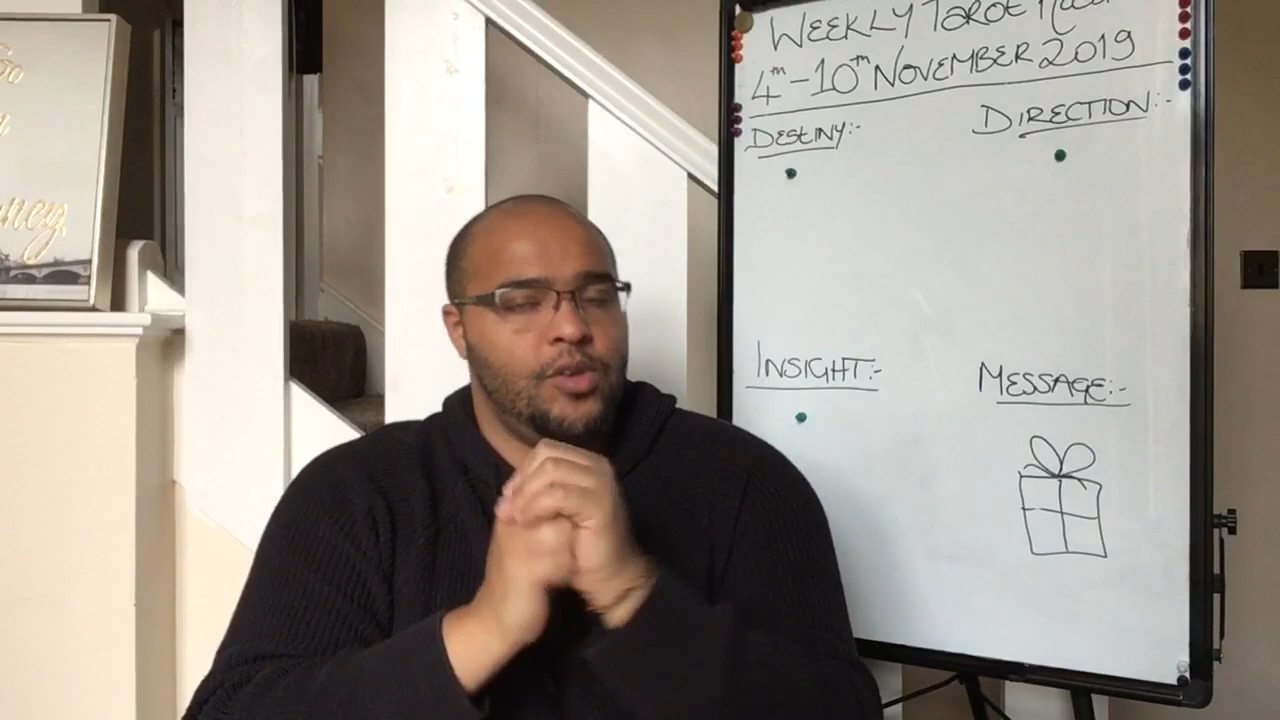 WEEKLY TAROT
4TH - 10TH NOVEMBER 2019
DESTINY:-
DIRECTION:-
INSIGHT:-
MESSAGE:-